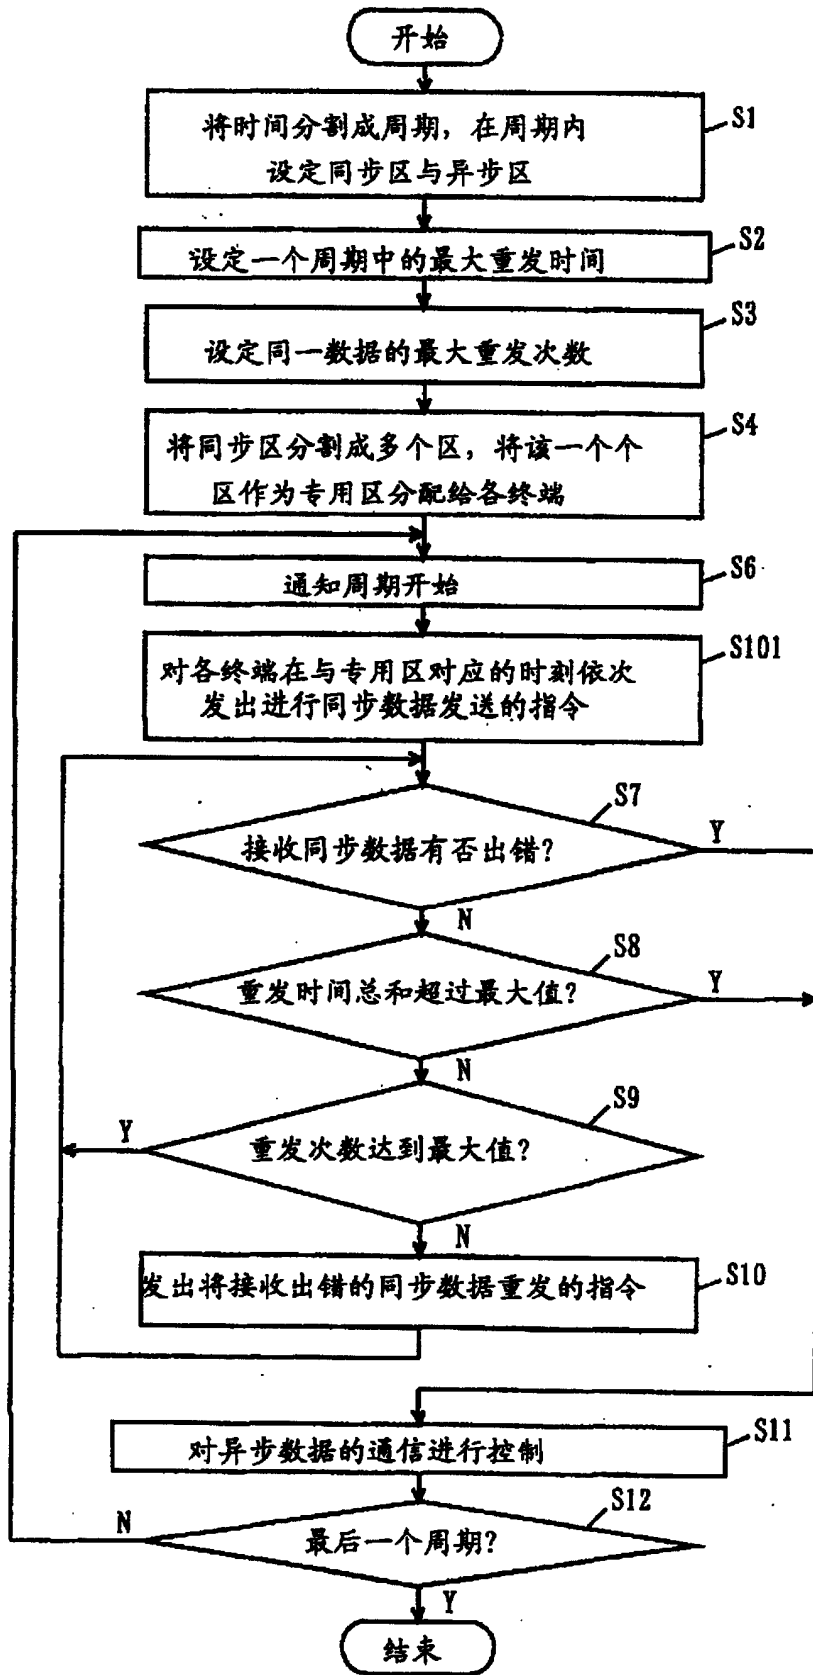 开始
将时间分割成周期，在周期内
设定同步区与异步区
S1
设定一个周期中的最大重发时间
S2
设定同一数据的最大重发次数
S3
将同步区分割成多个区，将该一个个
区作为专用区分配给各终端
S4
通知周期开始
S6
对各终端在与专用区对应的时刻依次
发出进行同步数据发送的指令
S101
接收同步数据有否出错？
S7
Y
N
重发时间总和超过最大值？
S8
Y
N
重发次数达到最大值？
S9
Y
N
发出将接收出错的同步数据重发的指令
S10
对异步数据的通信进行控制
S11
最后一个周期？
S12
N
Y
结束